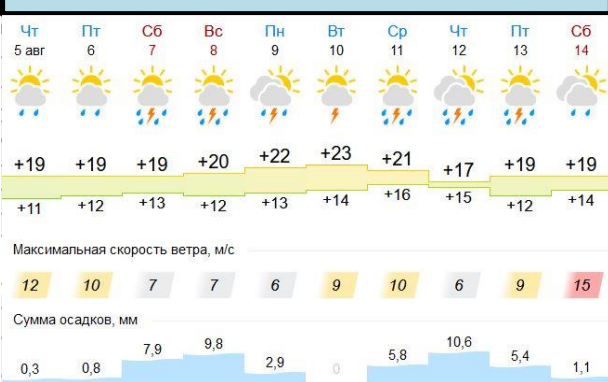 Чт Пт Сб Вс Пн Вт Ср Чт Пт Сб
5 авг 6 7 8 9 10 11 12 13 14
+19 +19 +19 +20 +22 +23 +21 +17 +19 +19
+11 +12 +13 +12 +13 +14 +16 +15 +12 +14
Максимальная скорость ветра, м/с
12 10 7 7 6 9 10 6 9 15
Сумма осадков, мм
0,3 0,8 7,9 9,8 2,9 0 5,8 10,6 5,4 1,1